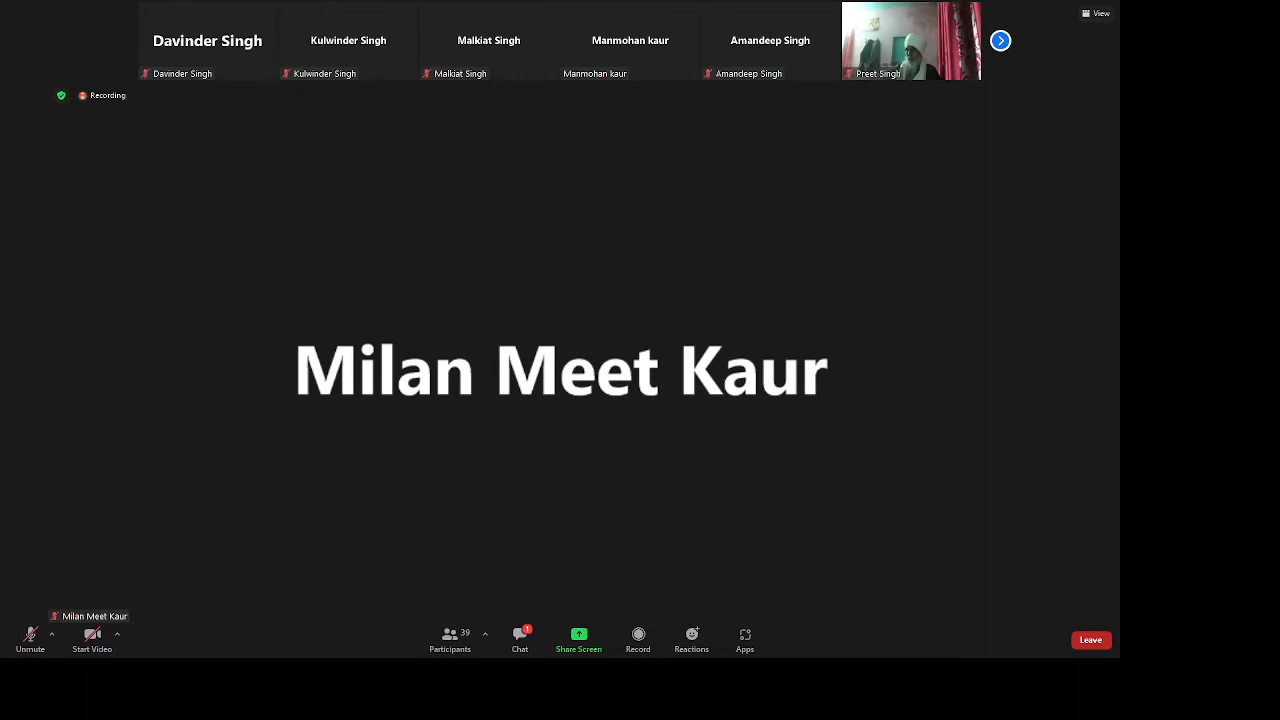 Davinder Singh
Kulwinder Singh
Malkiat Singh
Manmohan kaur
Amandeep Singh
View
Davinder Singh
Kulwinder Singh
Malkiat Singh
Manmohan kaur
Amandeep Singh
Preet Singh
Recording
Milan Meet Kaur
Milan Meet Kaur
Unmute
Start Video
39
Participants
1
Chat
Share Screen
Record
Reactions
Apps
Leave